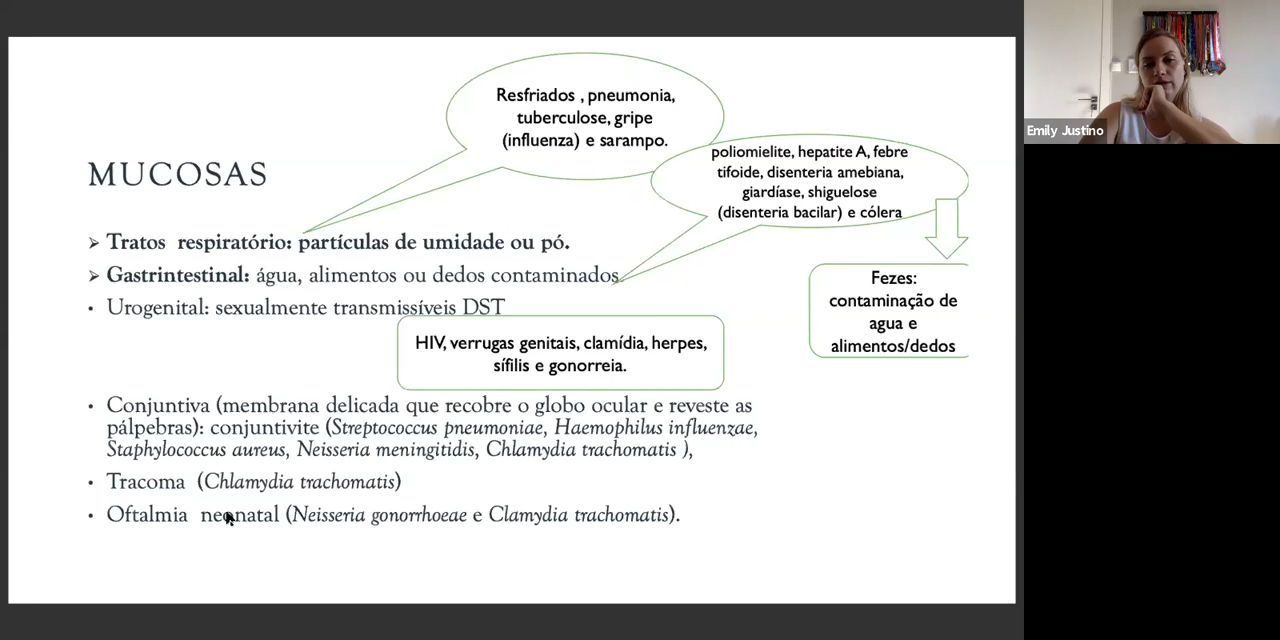 Resfriados , pneumonia,
tuberculose, gripe
(influenza) e sarampo.
poliomielite, hepatite A, febre
tifoide, disenteria amebiana,
giardíase, shiguelose
(disenteria bacilar) e cólera
MUCOSAS
Tratos respiratório: partículas de umidade ou pó.
Gastrintestinal: água, alimentos ou dedos contaminados.
Urogenital: sexualmente transmissíveis DST
Fezes:
contaminação de
agua e
alimentos/dedos
HIV, verrugas genitais, clamídia, herpes,
sífilis e gonorreia.
Conjuntiva (membrana delicada que recobre o globo ocular e reveste as
pálpebras): conjuntivite (Streptococcus pneumoniae, Haemophilus influenzae,
Staphylococcus aureus, Neisseria meningitidis, Chlamydia trachomatis ),
Tracoma (Chlamydia trachomatis)
Oftalmia neonatal (Neisseria gonorrhoeae e Clamydia trachomatis).
Emily Justino